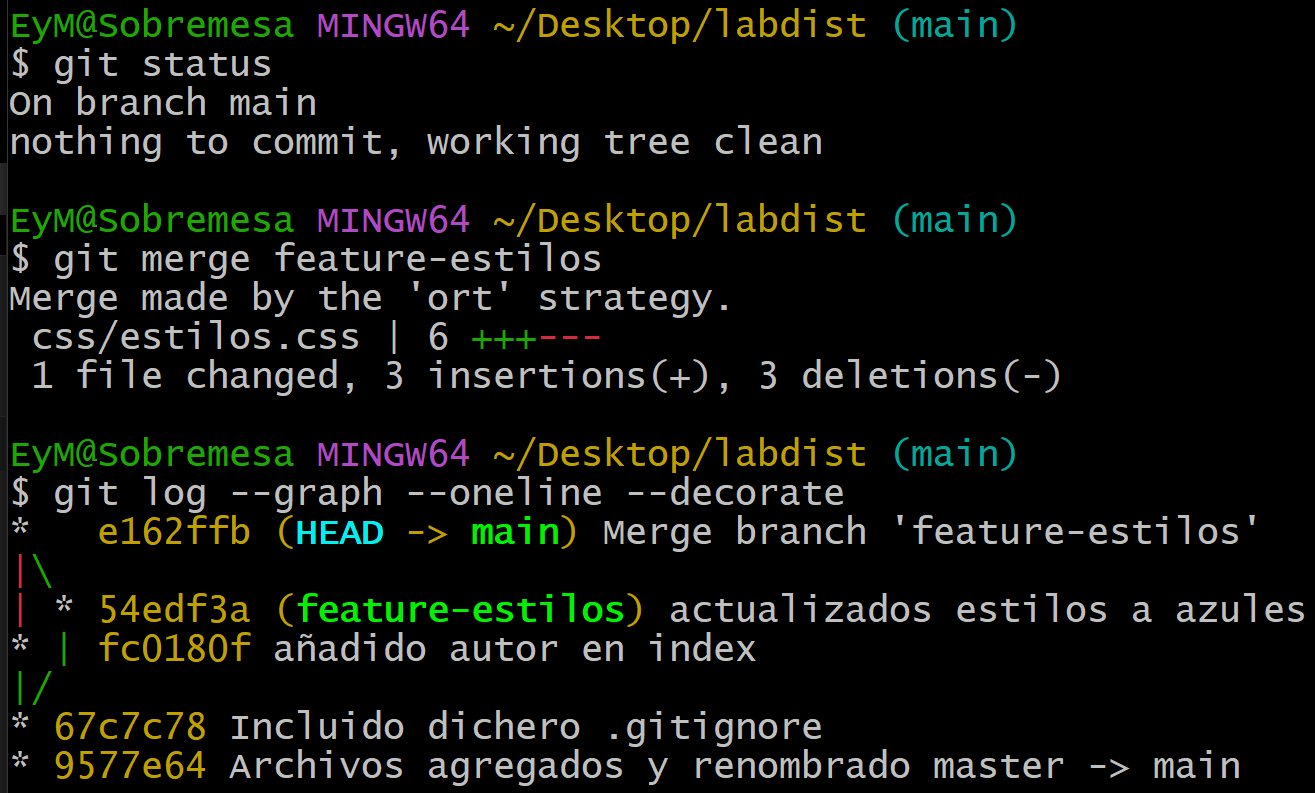 EyM@Sobremesa MINGW64 ~/Desktop/labdist (main)
$ git status
On branch main
nothing to commit, working tree clean
EyM@Sobremesa MINGW64 ~/Desktop/labdist (main)
$ git merge feature-estilos
Merge made by the 'ort' strategy.
 css/estilos.css | 6 +++---
 1 file changed, 3 insertions(+), 3 deletions(-)
EyM@Sobremesa MINGW64 ~/Desktop/labdist (main)
$ git log --graph --oneline --decorate
*   e162ffb (HEAD -> main) Merge branch 'feature-estilos'
|\
| * 54edf3a (feature-estilos) actualizados estilos a azules
* | fc0180f añadido autor en index
|/
* 67c7c78 Incluido dichero .gitignore
* 9577e64 Archivos agregados y renombrado master -> main